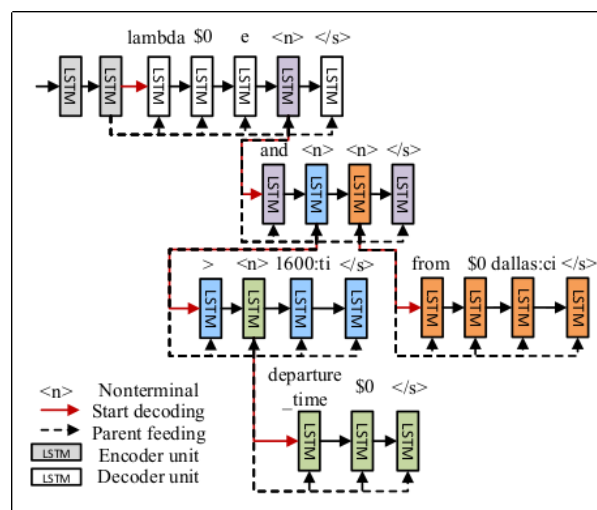 lambda $0 e <n> </s>
LSTM LSTM LSTM LSTM LSTM LSTM LSTM
and <n> <n> </s>
LSTM LSTM LSTM LSTM
> <n> 1600:ti </s> from $0 dallas:ci </s>
LSTM LSTM LSTM LSTM LSTM LSTM LSTM LSTM
departure
_time $0 </s>
LSTM LSTM LSTM
<n> Nonterminal
Start decoding
Parent feeding
LSTM Encoder unit
LSTM Decoder unit